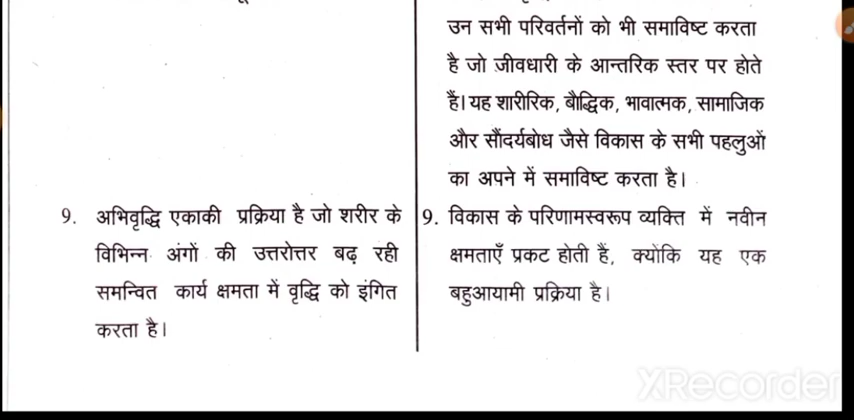 उन सभी परिवर्तनों को भी समाविष्ट करता
है जो जीवधारी के आन्तरिक स्तर पर होते
हैं। यह शारीरिक, बौद्धिक, भावात्मक, सामाजिक
और सौंदर्यबोध जैसे विकास के सभी पहलुओं
का अपने में समाविष्ट करता है।
9. अभिवृद्धि एकाकी प्रक्रिया है जो शरीर के
विभिन्न अंगों की उत्तरोत्तर बढ़ रही
समन्वित कार्य क्षमता में वृद्धि को इंगित
करता है।
9. विकास के परिणामस्वरूप व्यक्ति में नवीन
क्षमताएँ प्रकट होती हैं, क्योंकि यह एक
बहुआयामी प्रक्रिया है।
XRecorder